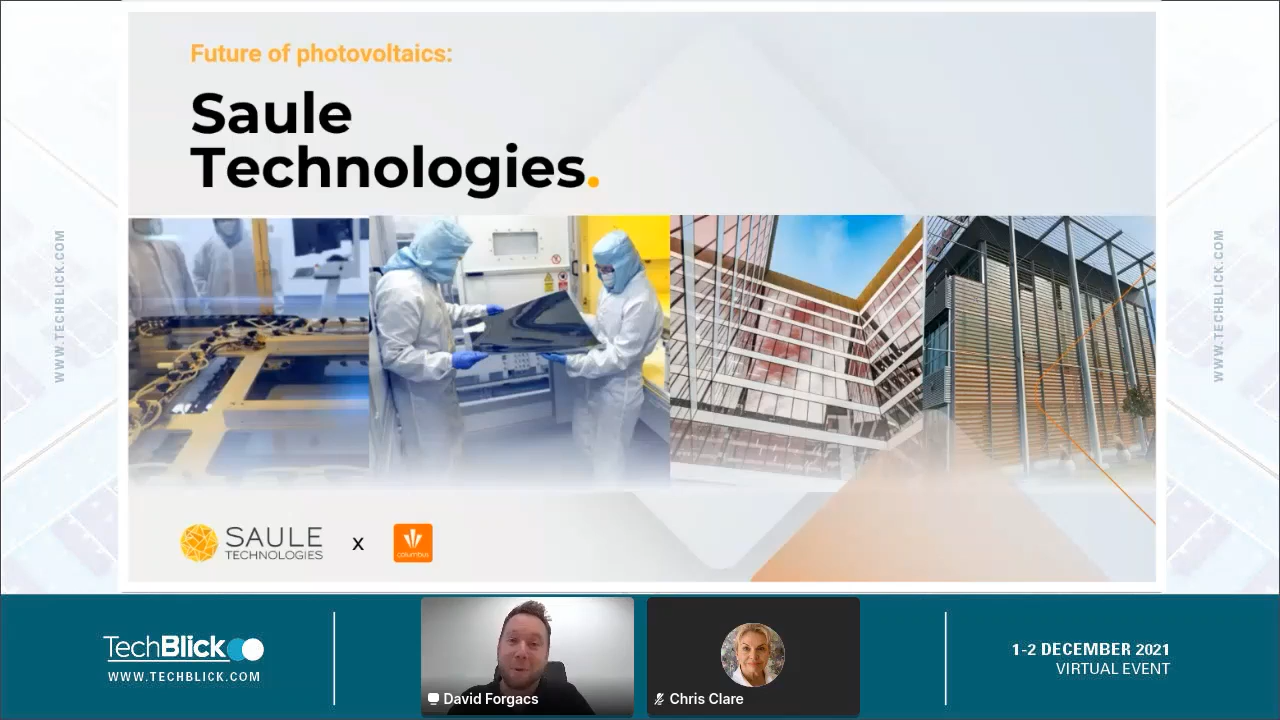 Future of photovoltaics:
Saule
Technologies.
WWW.TECHBLICK.COM
WWW.TECHBLICK.COM
SAULE
TECHNOLOGIES
x
columbus
TechBlick
WWW.TECHBLICK.COM
David Forgacs
Chris Clare
1-2 DECEMBER 2021
VIRTUAL EVENT